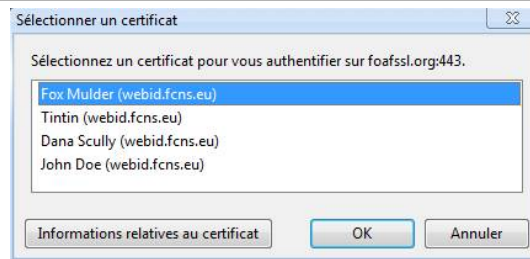 Sélectionner un certificat
Sélectionnez un certificat pour vous authentifier sur foafssl.org:443.
Fox Mulder (webid.fcns.eu)
Tintin (webid.fcns.eu)
Dana Scully (webid.fcns.eu)
John Doe (webid.fcns.eu)
Informations relatives au certificat
OK
Annuler